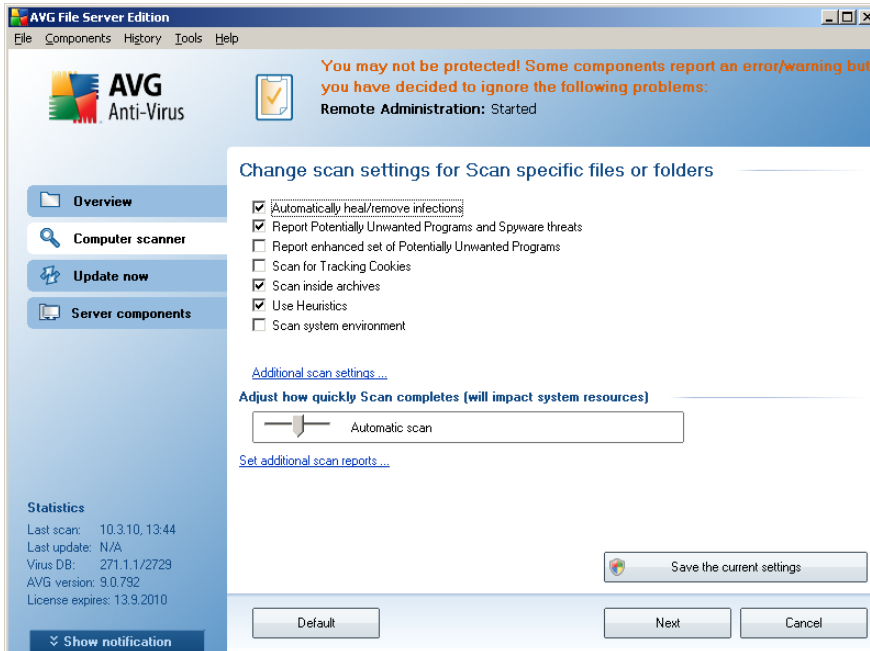 AVG File Server Edition
File Components History Tools Help
AVG
Anti-Virus
You may not be protected! Some components report an error/warning but
you have decided to ignore the following problems:
Remote Administration: Started
Overview
Computer scanner
Update now
Server components
Change scan settings for Scan specific files or folders
Automatically heal/remove infections
Report Potentially Unwanted Programs and Spyware threats
Report enhanced set of Potentially Unwanted Programs
Scan for Tracking Cookies
Scan inside archives
Use Heuristics
Scan system environment
Additional scan settings ...
Adjust how quickly Scan completes (will impact system resources)
Automatic scan
Set additional scan reports ...
Statistics
Last scan: 10.3.10, 13:44
Last update: N/A
Virus DB: 271.1.1/2729
AVG version: 9.0.792
License expires: 13.9.2010
Show notification
Save the current settings
Default
Next
Cancel